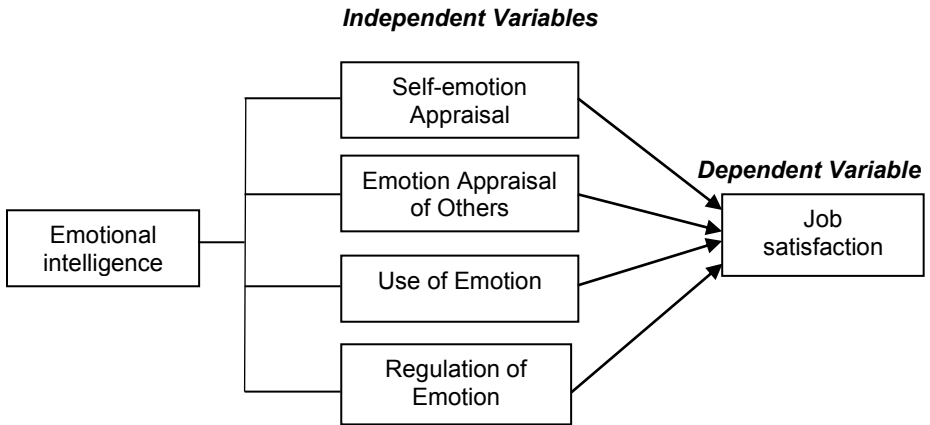 Independent Variables
Self-emotion
Appraisal
Emotion Appraisal
of Others
Dependent Variable
Emotional
intelligence
Job
satisfaction
Use of Emotion
Regulation of
Emotion